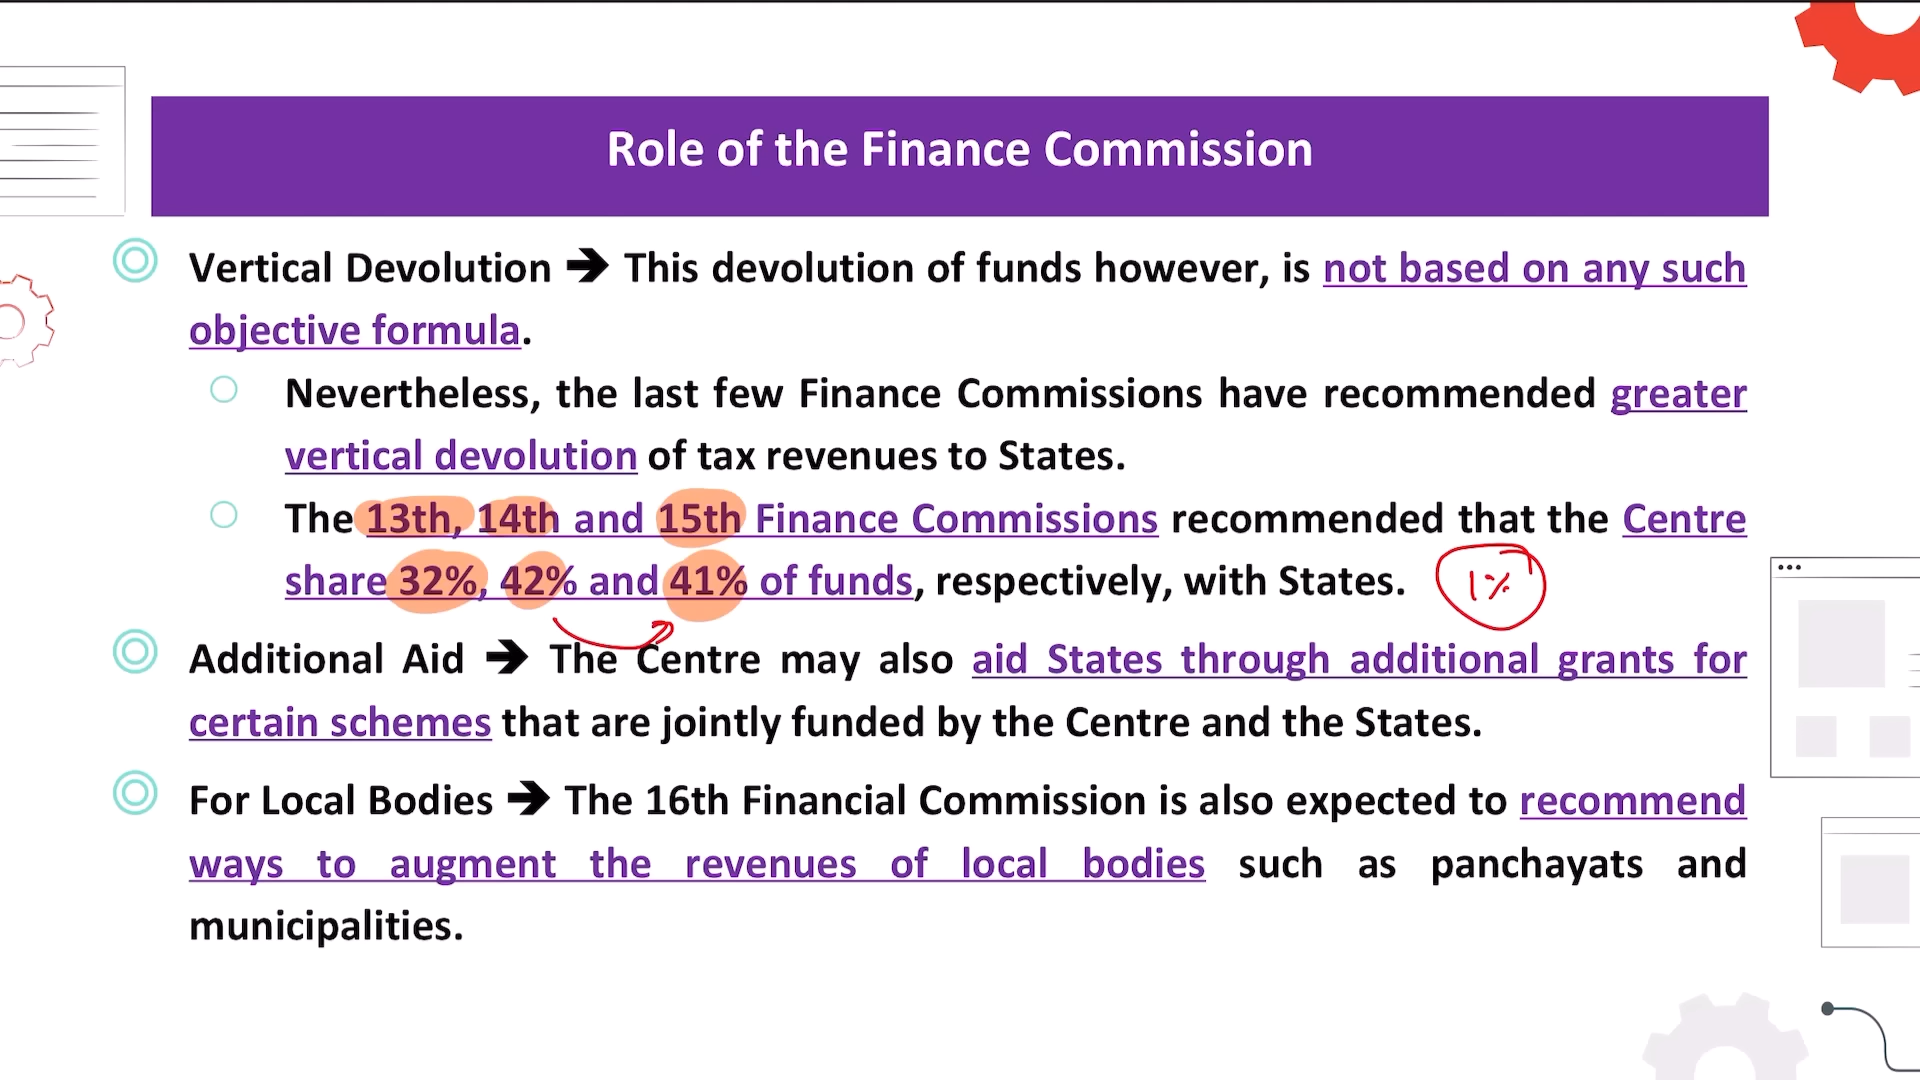 Role of the Finance Commission
Vertical Devolution ➔ This devolution of funds however, is not based on any such
objective formula.
Nevertheless, the last few Finance Commissions have recommended greater
vertical devolution of tax revenues to States.
The 13th, 14th and 15th Finance Commissions recommended that the Centre
share 32%, 42% and 41% of funds, respectively, with States. 1%
Additional Aid ➔ The Centre may also aid States through additional grants for
certain schemes that are jointly funded by the Centre and the States.
For Local Bodies ➔ The 16th Financial Commission is also expected to recommend
ways to augment the revenues of local bodies such as panchayats and
municipalities.